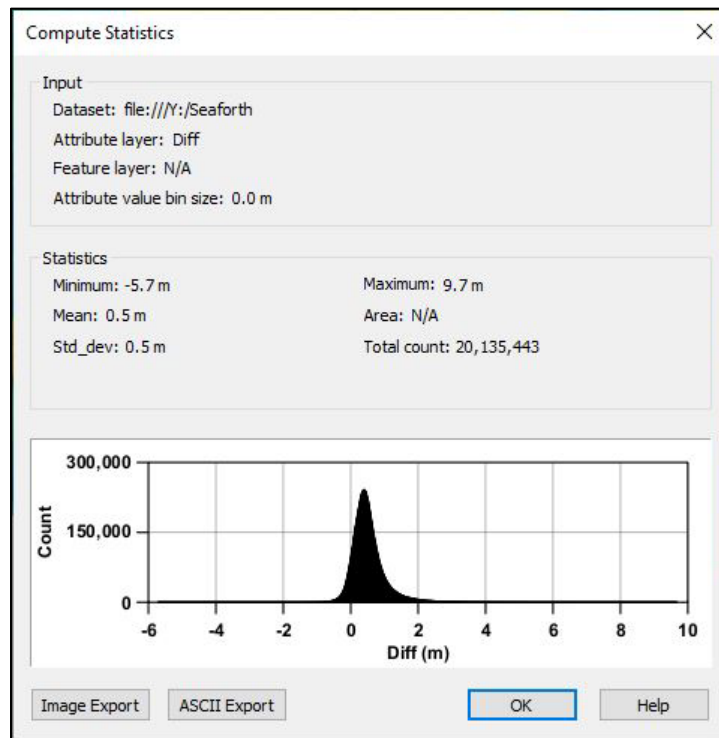 Compute Statistics
Input
Dataset: file:///Y:/Seaforth
Attribute layer: Diff
Feature layer: N/A
Attribute value bin size: 0.0 m
Statistics
Minimum: -5.7 m
Maximum: 9.7 m
Mean: 0.5 m
Area: N/A
Std_dev: 0.5 m
Total count: 20,135,443
300,000
150,000
0
Count
-6 -4 -2 0 2 4 6 8 10
Diff (m)
Image Export
ASCII Export
OK
Help